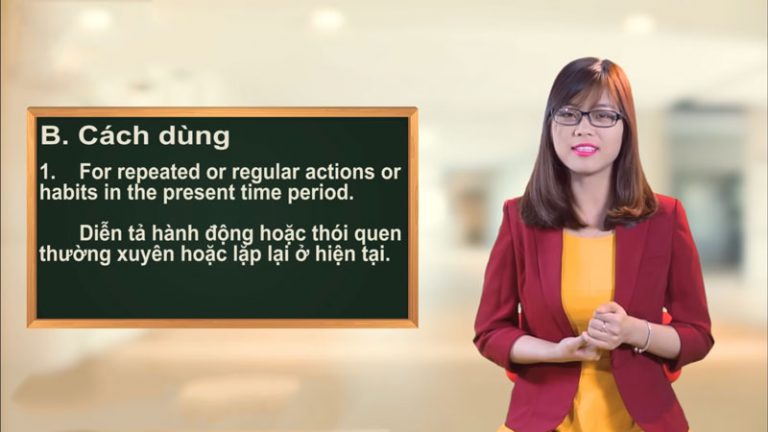 B. Cách dùng
1. For repeated or regular actions or
habits in the present time period.
Diễn tả hành động hoặc thói quen
thường xuyên hoặc lặp lại ở hiện tại.